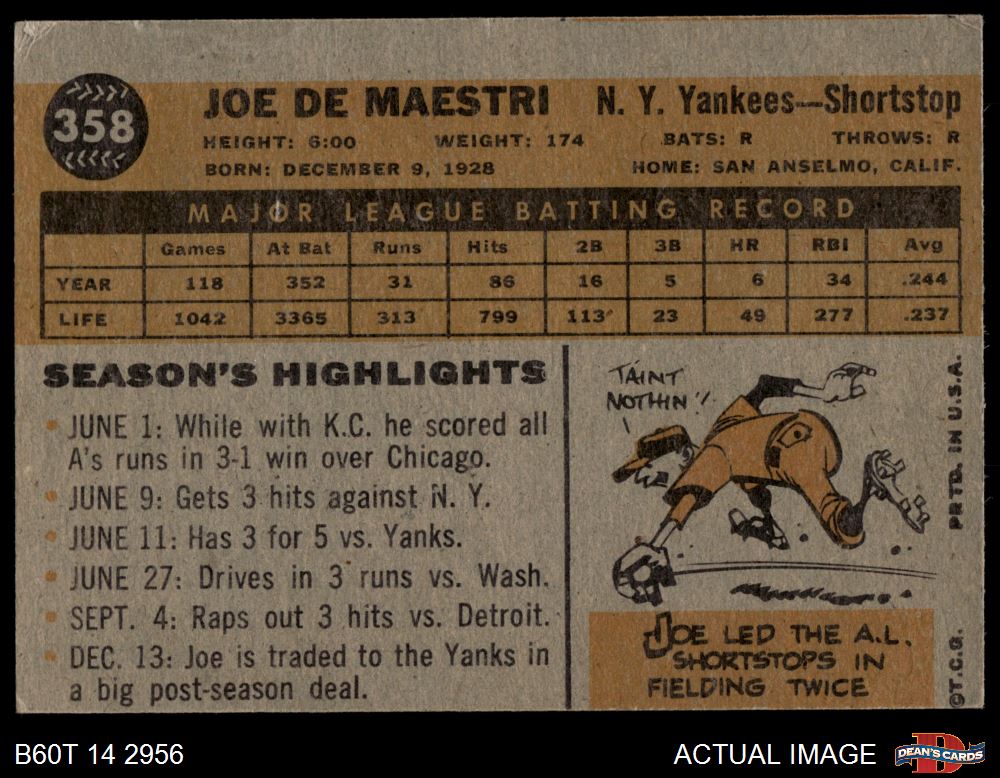 358
JOE DE MAESTRI N. Y. Yankees—Shortstop
HEIGHT: 6:00 WEIGHT: 174 BATS: R THROWS: R
BORN: DECEMBER 9, 1928 HOME: SAN ANSELMO, CALIF.
MAJOR LEAGUE BATTING RECORD
Games At Bat Runs Hits 2B 3B HR RBI Avg
YEAR 118 352 31 86 16 5 6 34 .244
LIFE 1042 3365 313 799 113 23 49 277 .237
SEASON'S HIGHLIGHTS
JUNE 1: While with K.C. he scored all
A's runs in 3-1 win over Chicago.
JUNE 9: Gets 3 hits against N. Y.
JUNE 11: Has 3 for 5 vs. Yanks.
JUNE 27: Drives in 3 runs vs. Wash.
SEPT. 4: Raps out 3 hits vs. Detroit.
DEC. 13: Joe is traded to the Yanks in
a big post-season deal.
'TAINT
NOTHIN'!
JOE LED THE A.L.
SHORTSTOPS IN
FIELDING TWICE
©T.C.G. PRTD. IN U.S.A.
B60T 14 2956 ACTUAL IMAGE DEAN'S CARDS